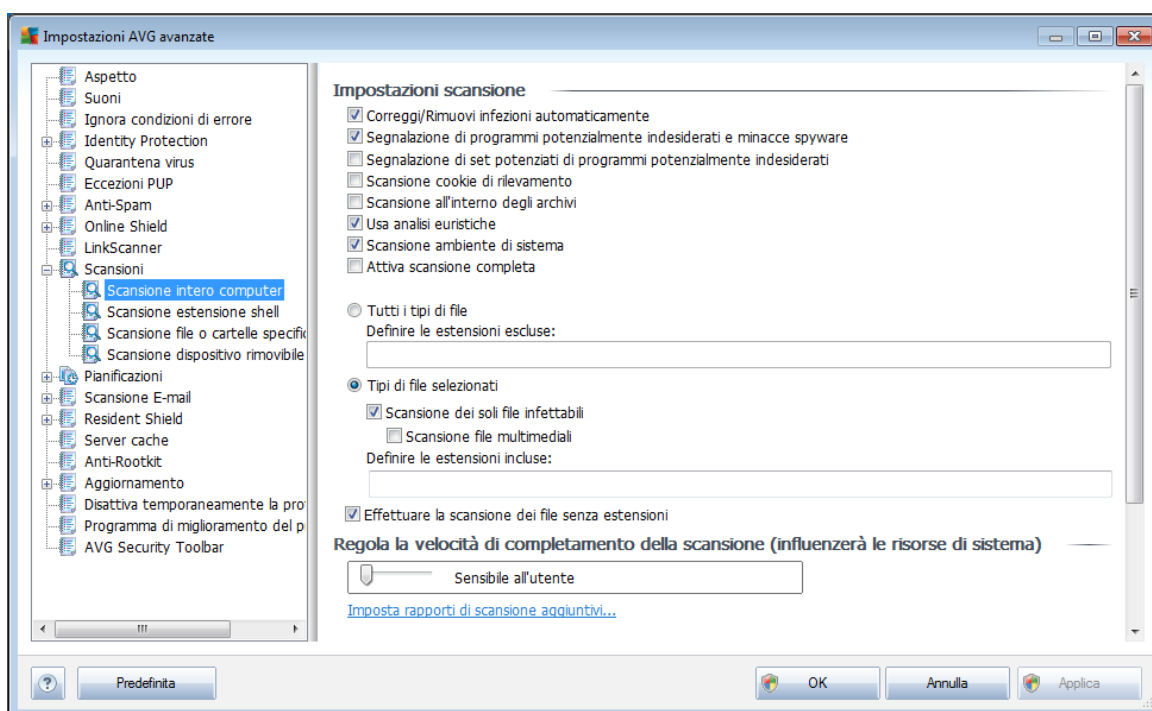 Impostazioni AVG avanzate
Aspetto
Suoni
Ignora condizioni di errore
Identity Protection
Quarantena virus
Eccezioni PUP
Anti-Spam
Online Shield
LinkScanner
Scansioni
Scansione intero computer
Scansione estensione shell
Scansione file o cartelle specific
Scansione dispositivo rimovibile
Pianificazioni
Scansione E-mail
Resident Shield
Server cache
Anti-Rootkit
Aggiornamento
Disattiva temporaneamente la pro
Programma di miglioramento del p
AVG Security Toolbar
Impostazioni scansione
Correggi/Rimuovi infezioni automaticamente
Segnalazione di programmi potenzialmente indesiderati e minacce spyware
Segnalazione di set potenziati di programmi potenzialmente indesiderati
Scansione cookie di rilevamento
Scansione all'interno degli archivi
Usa analisi euristiche
Scansione ambiente di sistema
Attiva scansione completa
Tutti i tipi di file
Definire le estensioni escluse:
Tipi di file selezionati
Scansione dei soli file infettabili
Scansione file multimediali
Definire le estensioni incluse:
Effettuare la scansione dei file senza estensioni
Regola la velocità di completamento della scansione (influenzerà le risorse di sistema)
Sensibile all'utente
Imposta rapporti di scansione aggiuntivi...
?
Predefinita
OK
Annulla
Applica